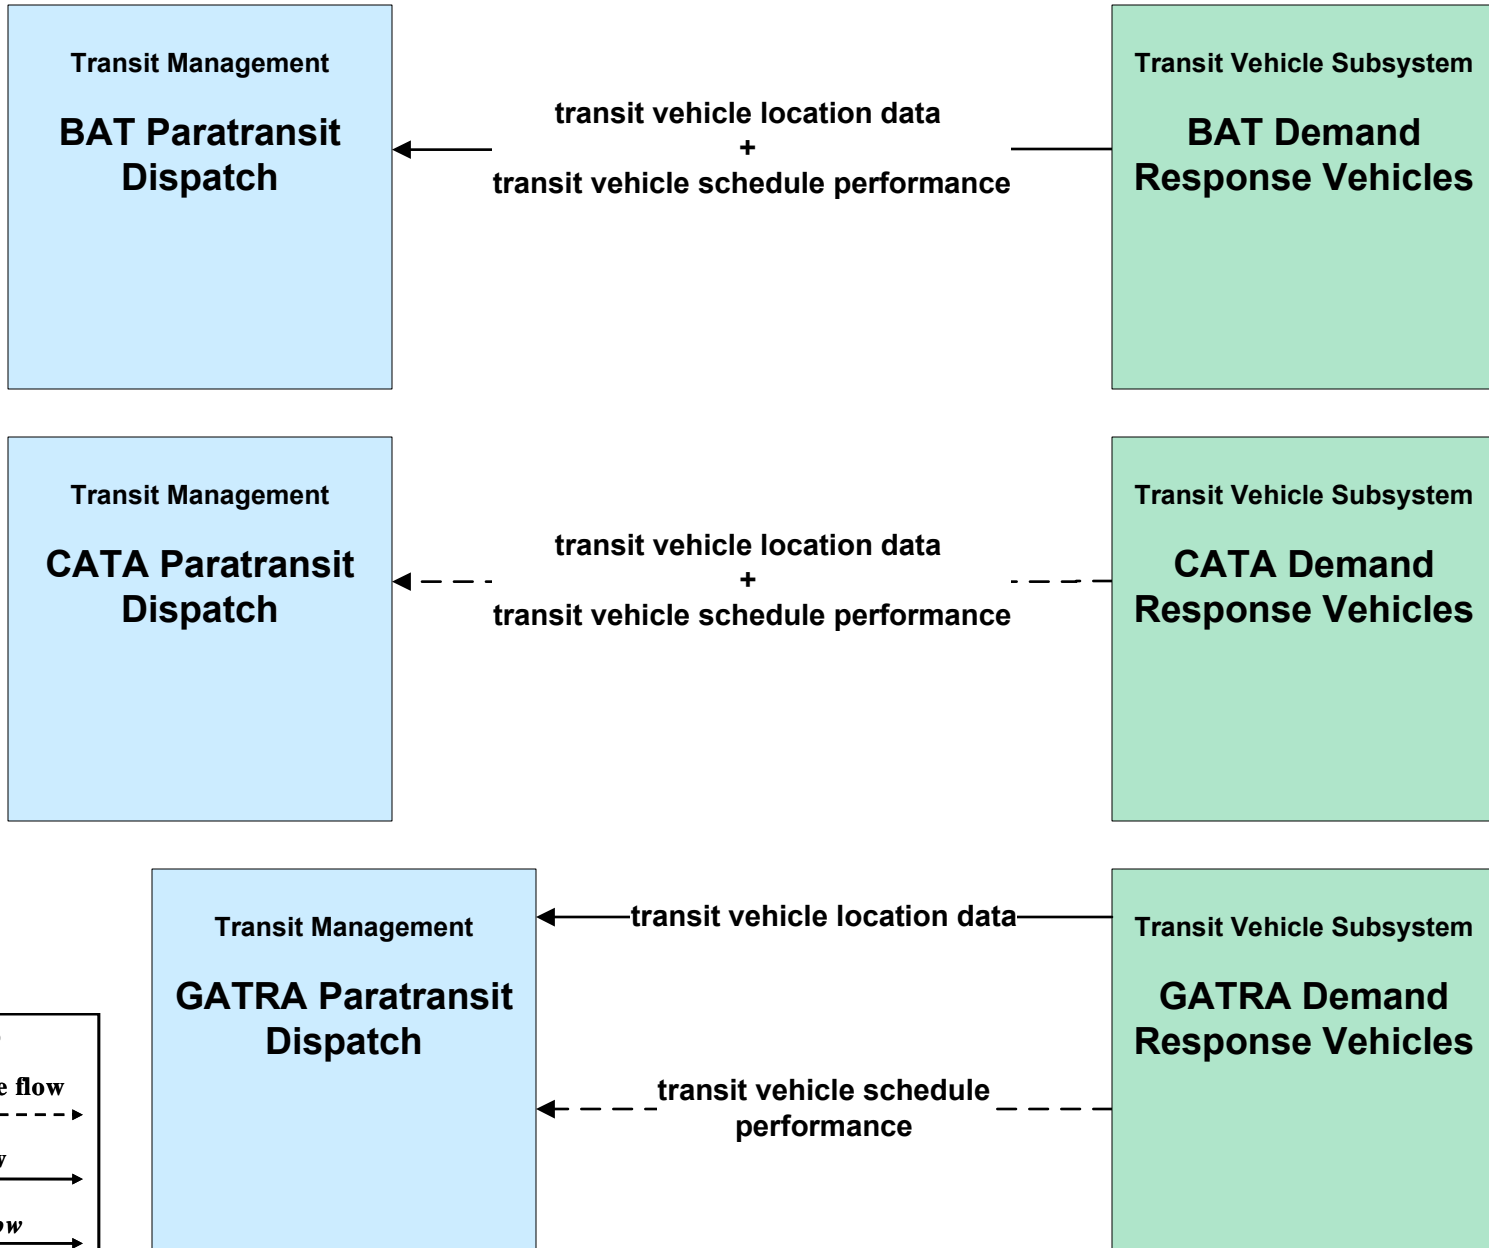 Transit Management
BAT Paratransit
Dispatch
transit vehicle location data
+
transit vehicle schedule performance
Transit Vehicle Subsystem
BAT Demand
Response Vehicles
Transit Management
CATA Paratransit
Dispatch
transit vehicle location data
+
transit vehicle schedule performance
Transit Vehicle Subsystem
CATA Demand
Response Vehicles
Transit Management
GATRA Paratransit
Dispatch
transit vehicle location data
transit vehicle schedule
performance
Transit Vehicle Subsystem
GATRA Demand
Response Vehicles
flow